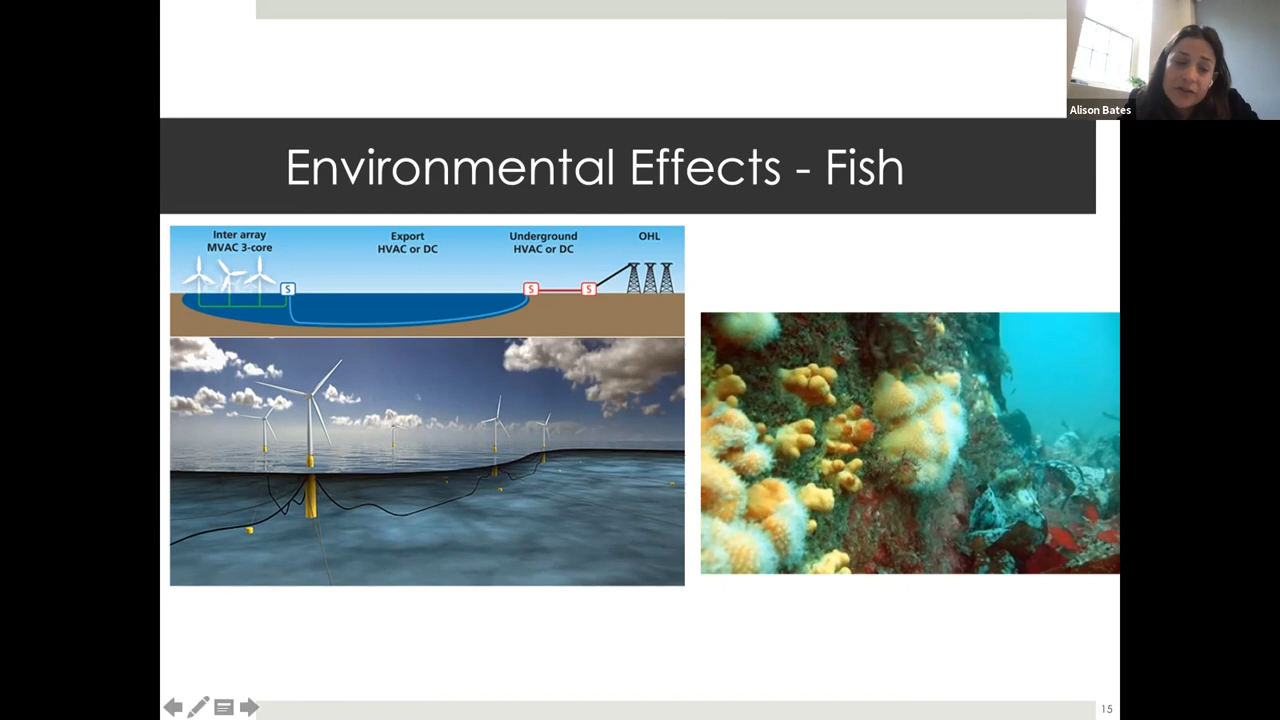 Alison Bates
Environmental Effects - Fish
Inter array
MVAC 3-core
Export
HVAC or DC
Underground
HVAC or DC
OHL
S
S
S
15